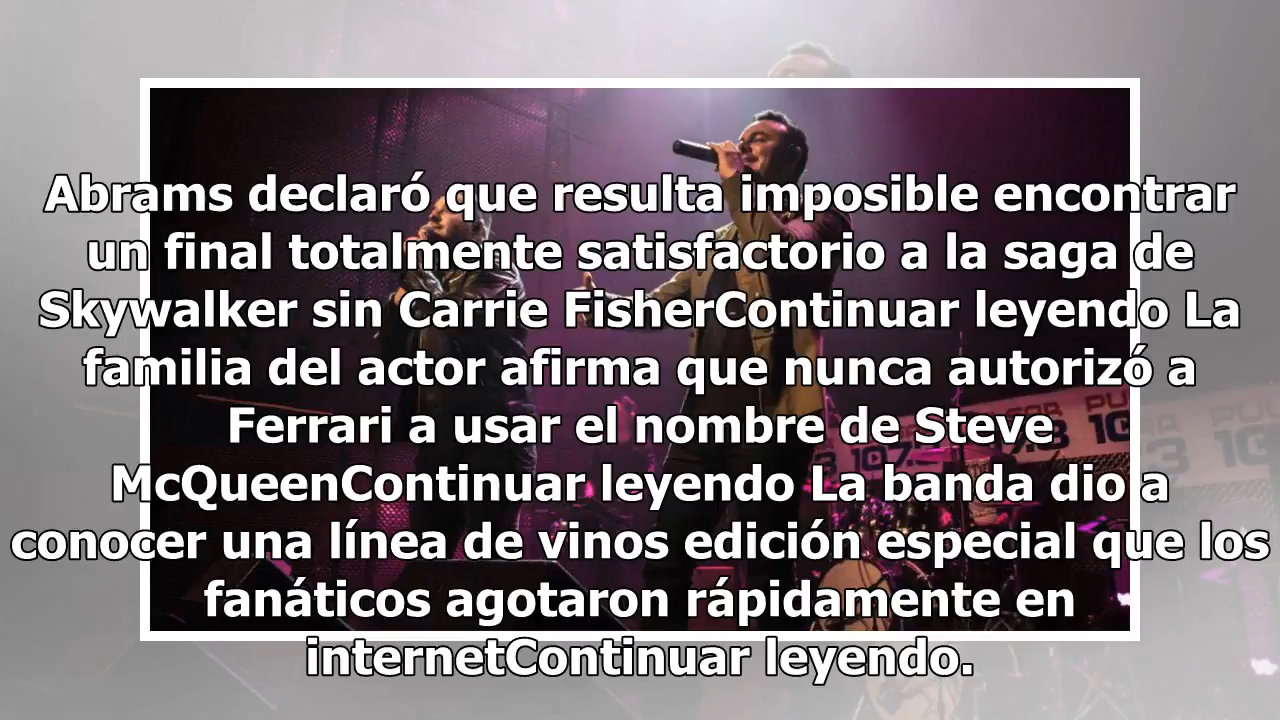 Abrams declaró que resulta imposible encontrar
un final totalmente satisfactorio a la saga de
Skywalker sin Carrie FisherContinuar leyendo La
familia del actor afirma que nunca autorizó a
Ferrari a usar el nombre de Steve
McQueenContinuar leyendo La banda dio a
conocer una línea de vinos edición especial que los
fanáticos agotaron rápidamente en
internetContinuar leyendo.